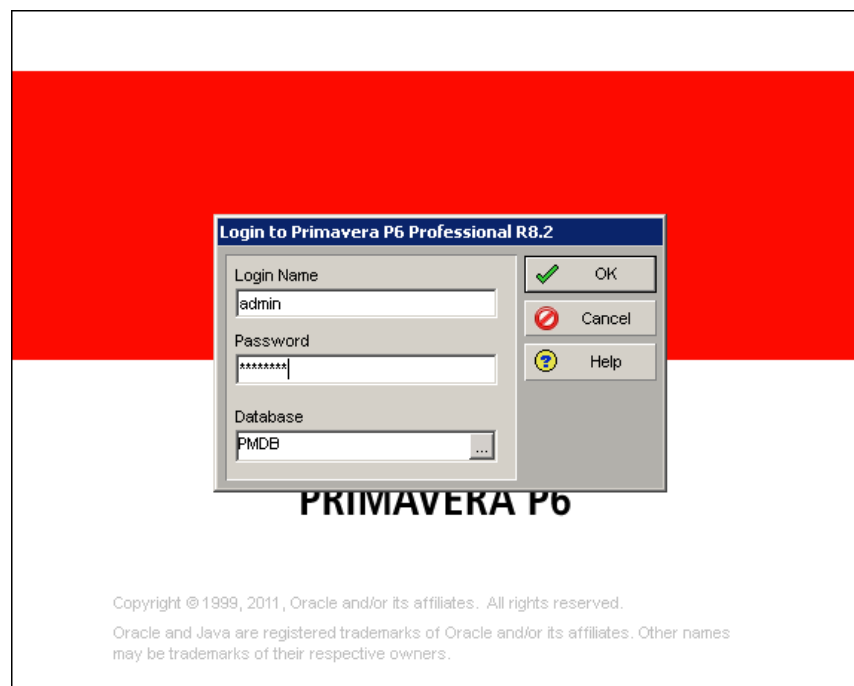 Login to Primavera P6 Professional R8.2
Login Name
admin
OK
Cancel
Password
********
Help
Database
PMDB
...
PRIMAVERA P6
Copyright © 1999, 2011, Oracle and/or its affiliates. All rights reserved.
Oracle and Java are registered trademarks of Oracle and/or its affiliates. Other names
may be trademarks of their respective owners.